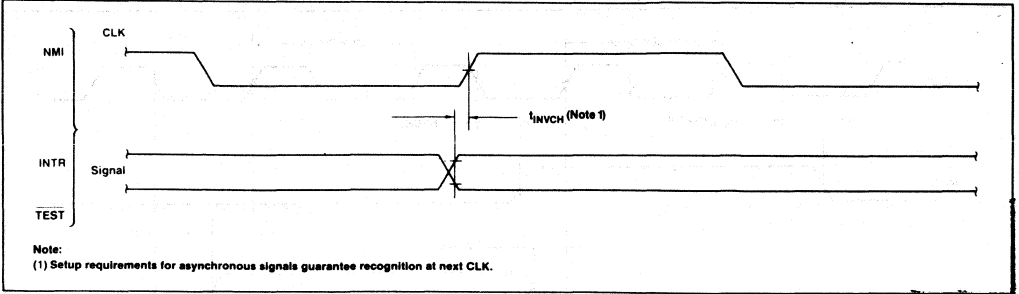 CLK
NMI
tINVCH (Note 1)
INTR
Signal
TEST
Note:
(1) Setup requirements for asynchronous signals guarantee recognition at next CLK.